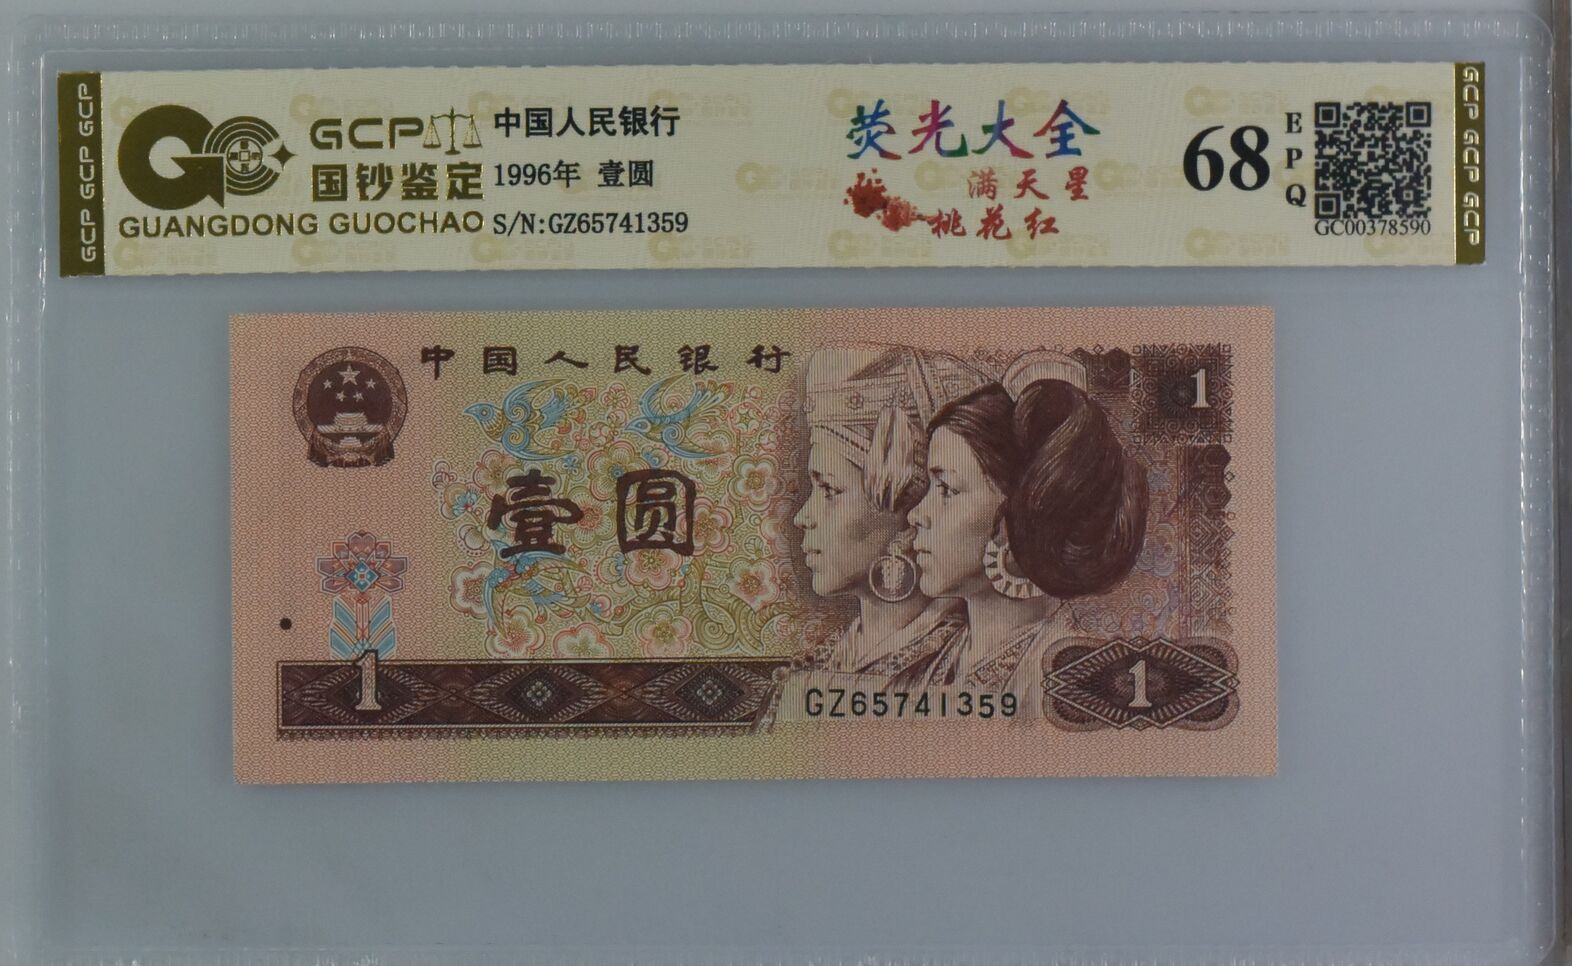 GCP GCP GCP
GCP
国钞鉴定
GUANGDONG GUOCHAO
中国人民银行
1996年 壹圆
S/N:GZ65741359
荧光大全
满天星
桃花红
68
EPQ
GC00378590
GCP GCP GCP
中国人民银行
1
壹圆
1
GZ65741359
1